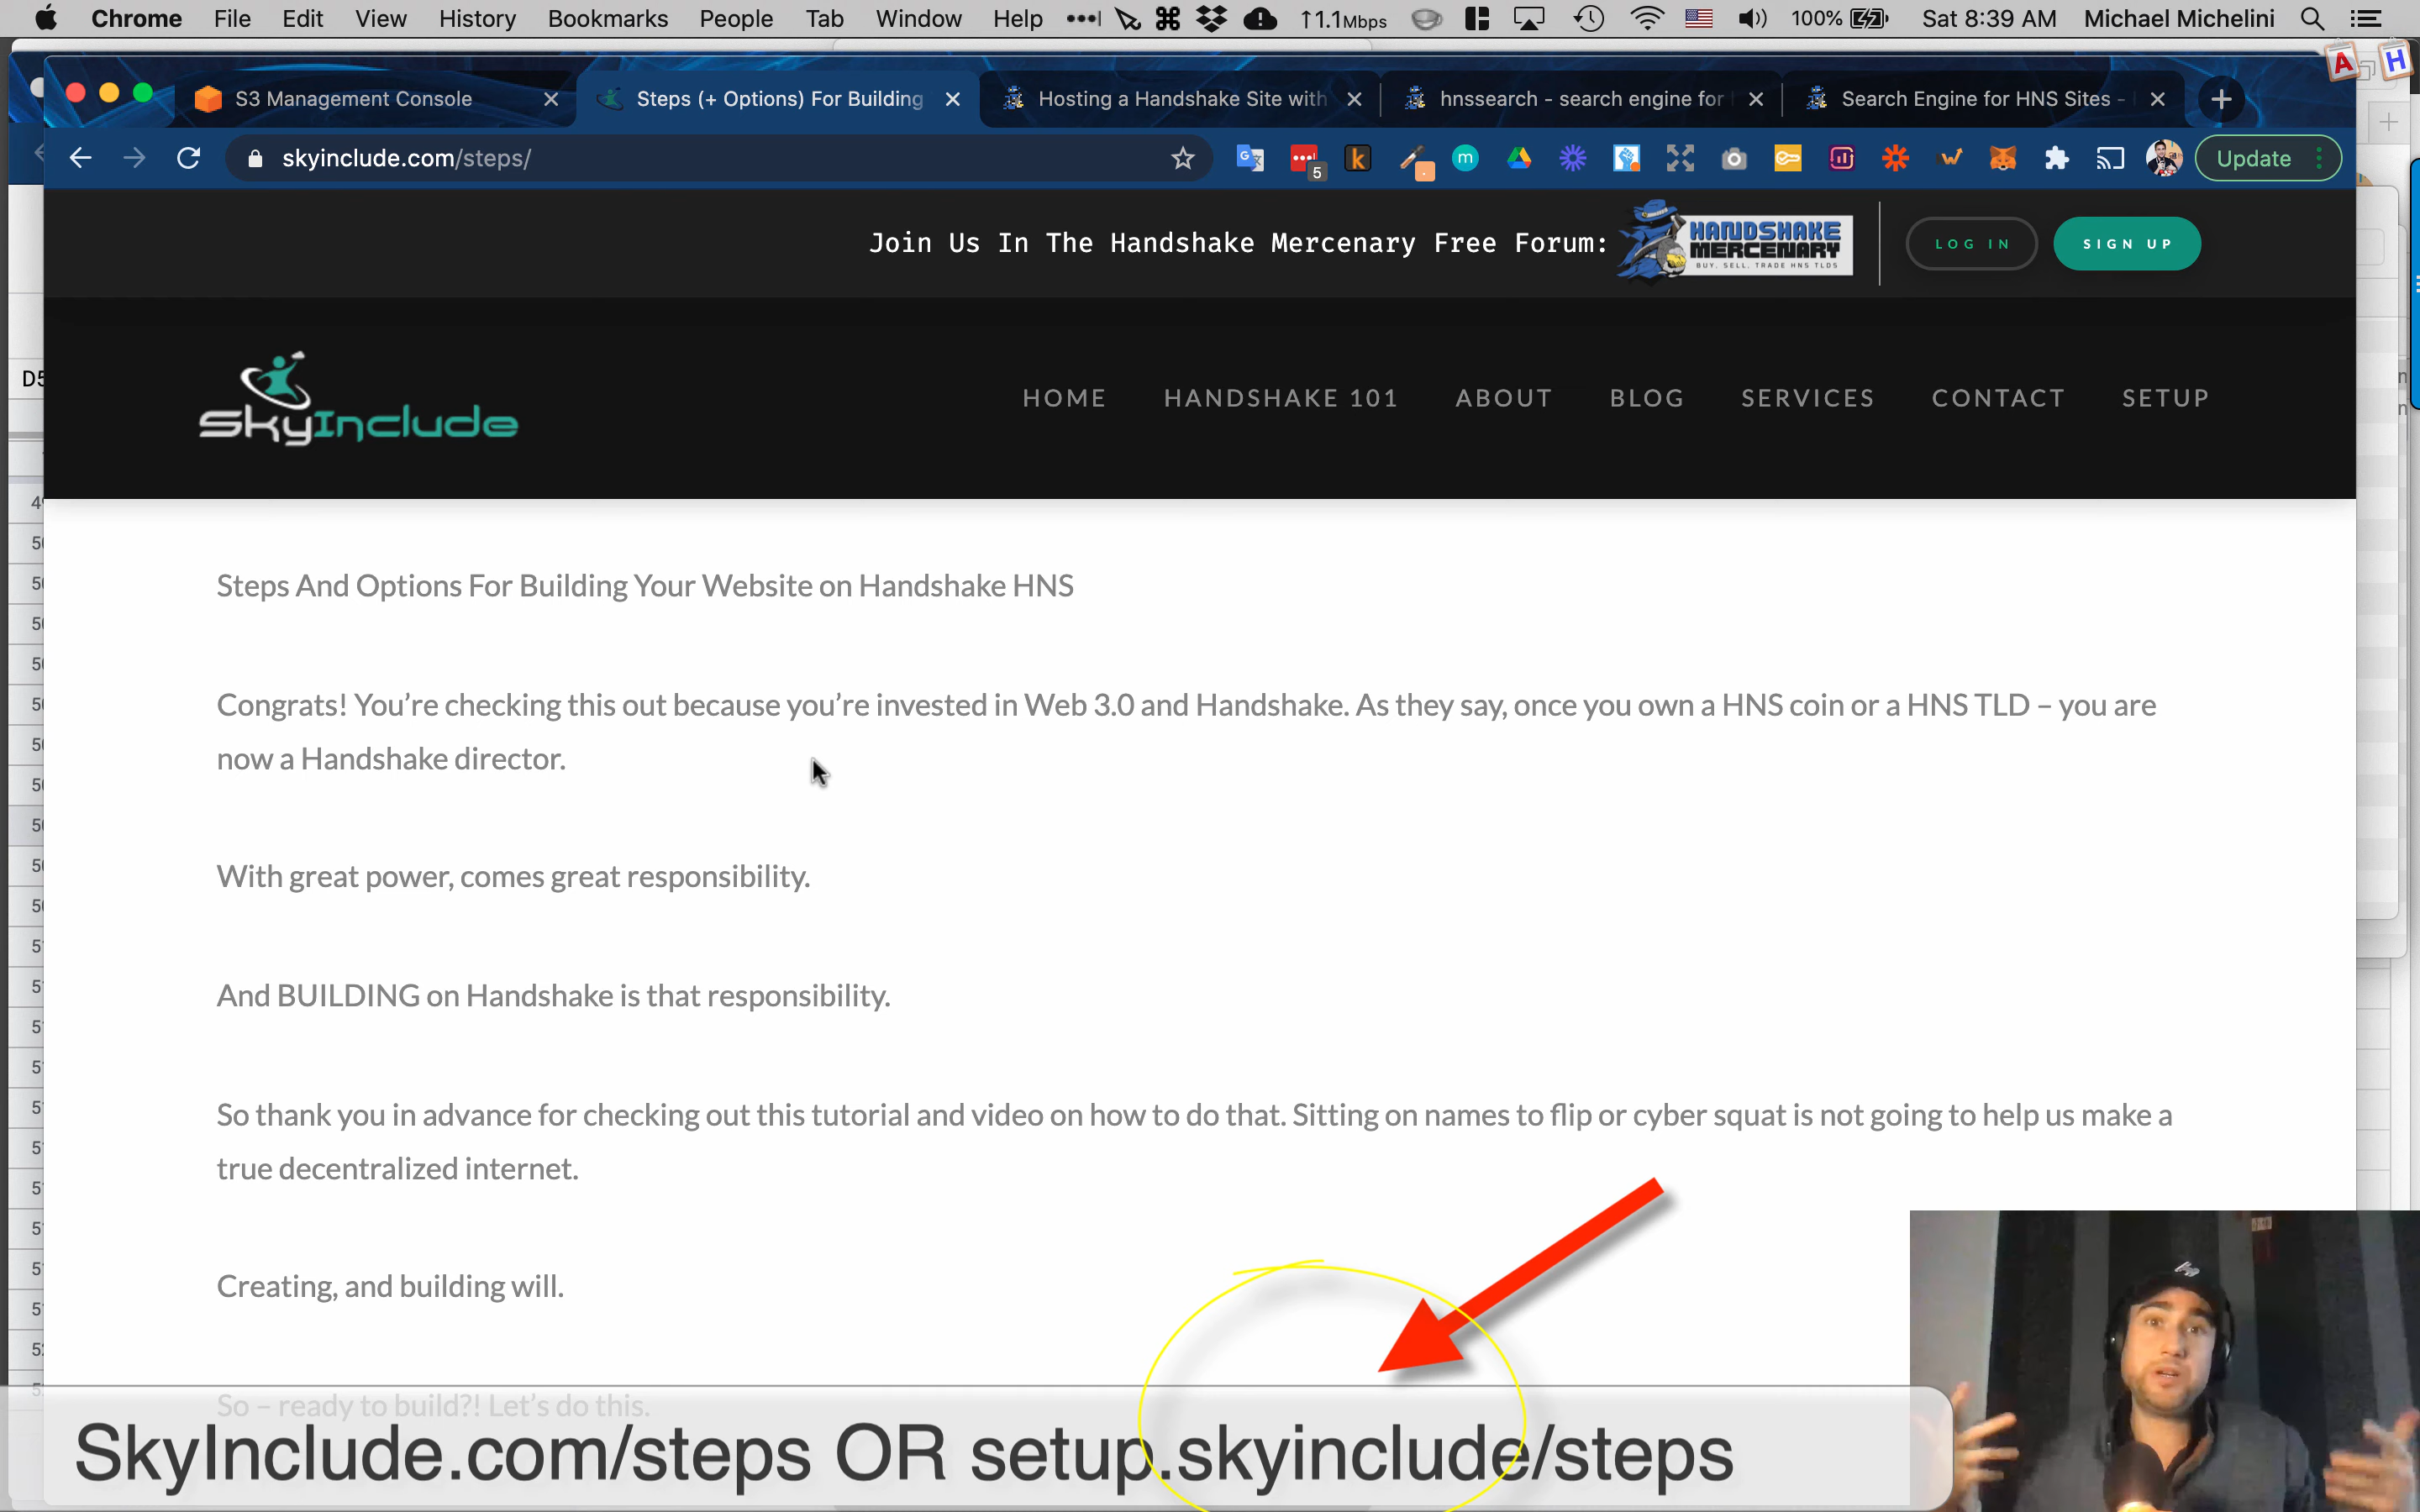 Chrome File Edit View History Bookmarks People Tab Window Help ↑1.1Mbps 100% Sat 8:39 AM Michael Michelini
S3 Management Console
Steps (+ Options) For Building
Hosting a Handshake Site with
hnssearch - search engine for
Search Engine for HNS Sites -
A H
skyinclude.com/steps/
5
k
m
Update
Join Us In The Handshake Mercenary Free Forum:
HANDSHAKE
MERCENARY
BUY. SELL. TRADE HNS TLDS
LOG IN
SIGN UP
SkyInclude
HOME HANDSHAKE 101 ABOUT BLOG SERVICES CONTACT SETUP
Steps And Options For Building Your Website on Handshake HNS
Congrats! You’re checking this out because you’re invested in Web 3.0 and Handshake. As they say, once you own a HNS coin or a HNS TLD – you are
now a Handshake director.
With great power, comes great responsibility.
And BUILDING on Handshake is that responsibility.
So thank you in advance for checking out this tutorial and video on how to do that. Sitting on names to flip or cyber squat is not going to help us make a
true decentralized internet.
Creating, and building will.
So – ready to build?! Let’s do this.
SkyInclude.com/steps OR setup.skyinclude/steps